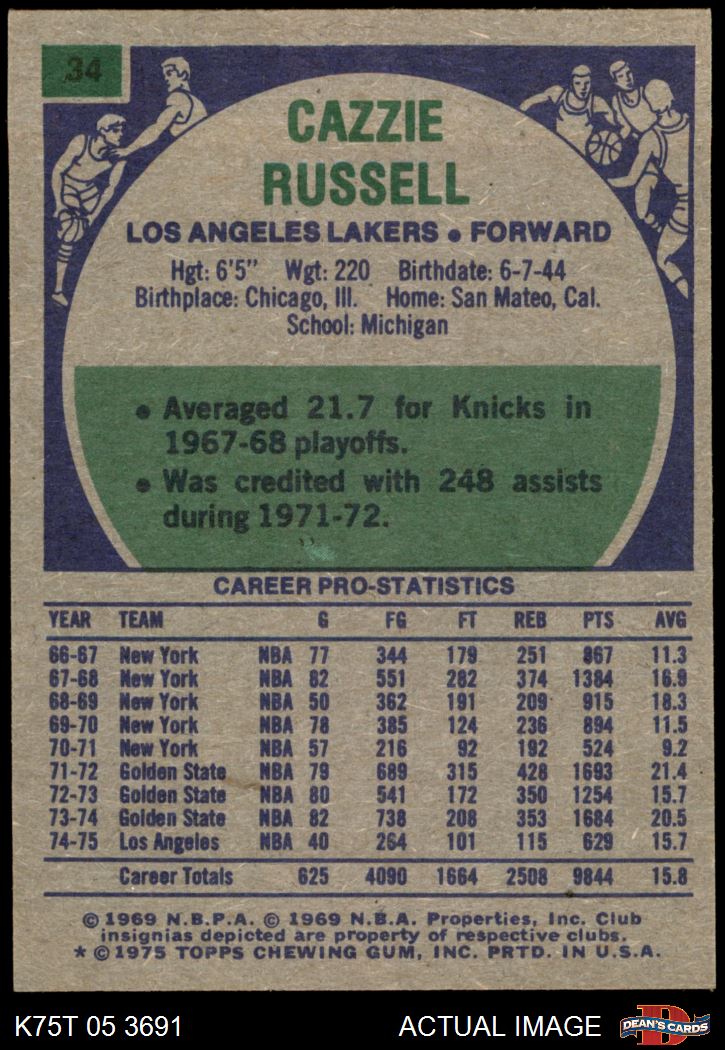 34
CAZZIE
RUSSELL
LOS ANGELES LAKERS • FORWARD
Hgt: 6'5" Wgt: 220 Birthdate: 6-7-44
Birthplace: Chicago, Ill. Home: San Mateo, Cal.
School: Michigan
• Averaged 21.7 for Knicks in
1967-68 playoffs.
• Was credited with 248 assists
during 1971-72.
CAREER PRO-STATISTICS
YEAR TEAM G FG FT REB PTS AVG
66-67 New York NBA 77 344 179 251 867 11.3
67-68 New York NBA 82 551 282 374 1384 16.9
68-69 New York NBA 50 362 191 209 915 18.3
69-70 New York NBA 78 385 124 236 894 11.5
70-71 New York NBA 57 216 92 192 524 9.2
71-72 Golden State NBA 79 689 315 428 1693 21.4
72-73 Golden State NBA 80 541 172 350 1254 15.7
73-74 Golden State NBA 82 738 208 353 1684 20.5
74-75 Los Angeles NBA 40 264 101 115 629 15.7
Career Totals 625 4090 1664 2508 9844 15.8
© 1969 N.B.P.A. © 1969 N.B.A. Properties, Inc. Club
insignias depicted are property of respective clubs.
* © 1975 TOPPS CHEWING GUM, INC. PRTD. IN U.S.A.
K75T 05 3691 ACTUAL IMAGE D DEAN'S CARDS